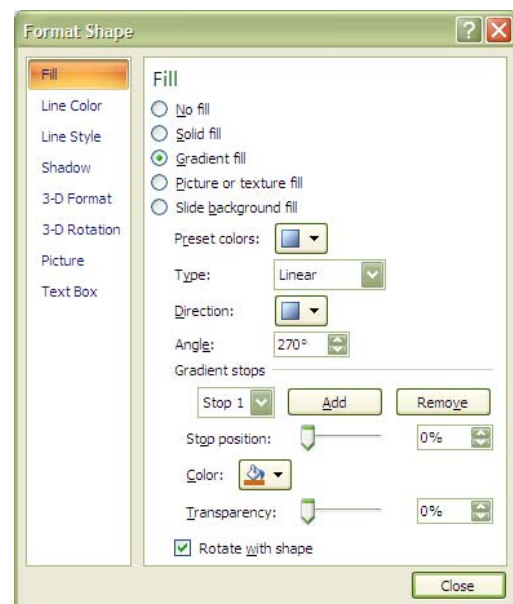 Format Shape
Fill
Line Color
Line Style
Shadow
3-D Format
3-D Rotation
Picture
Text Box
Fill
No fill
Solid fill
Gradient fill
Picture or texture fill
Slide background fill
Preset colors:
Type: Linear
Direction:
Angle: 270°
Gradient stops
Stop 1 Add Remove
Stop position: 0%
Color:
Transparency: 0%
Rotate with shape
Close